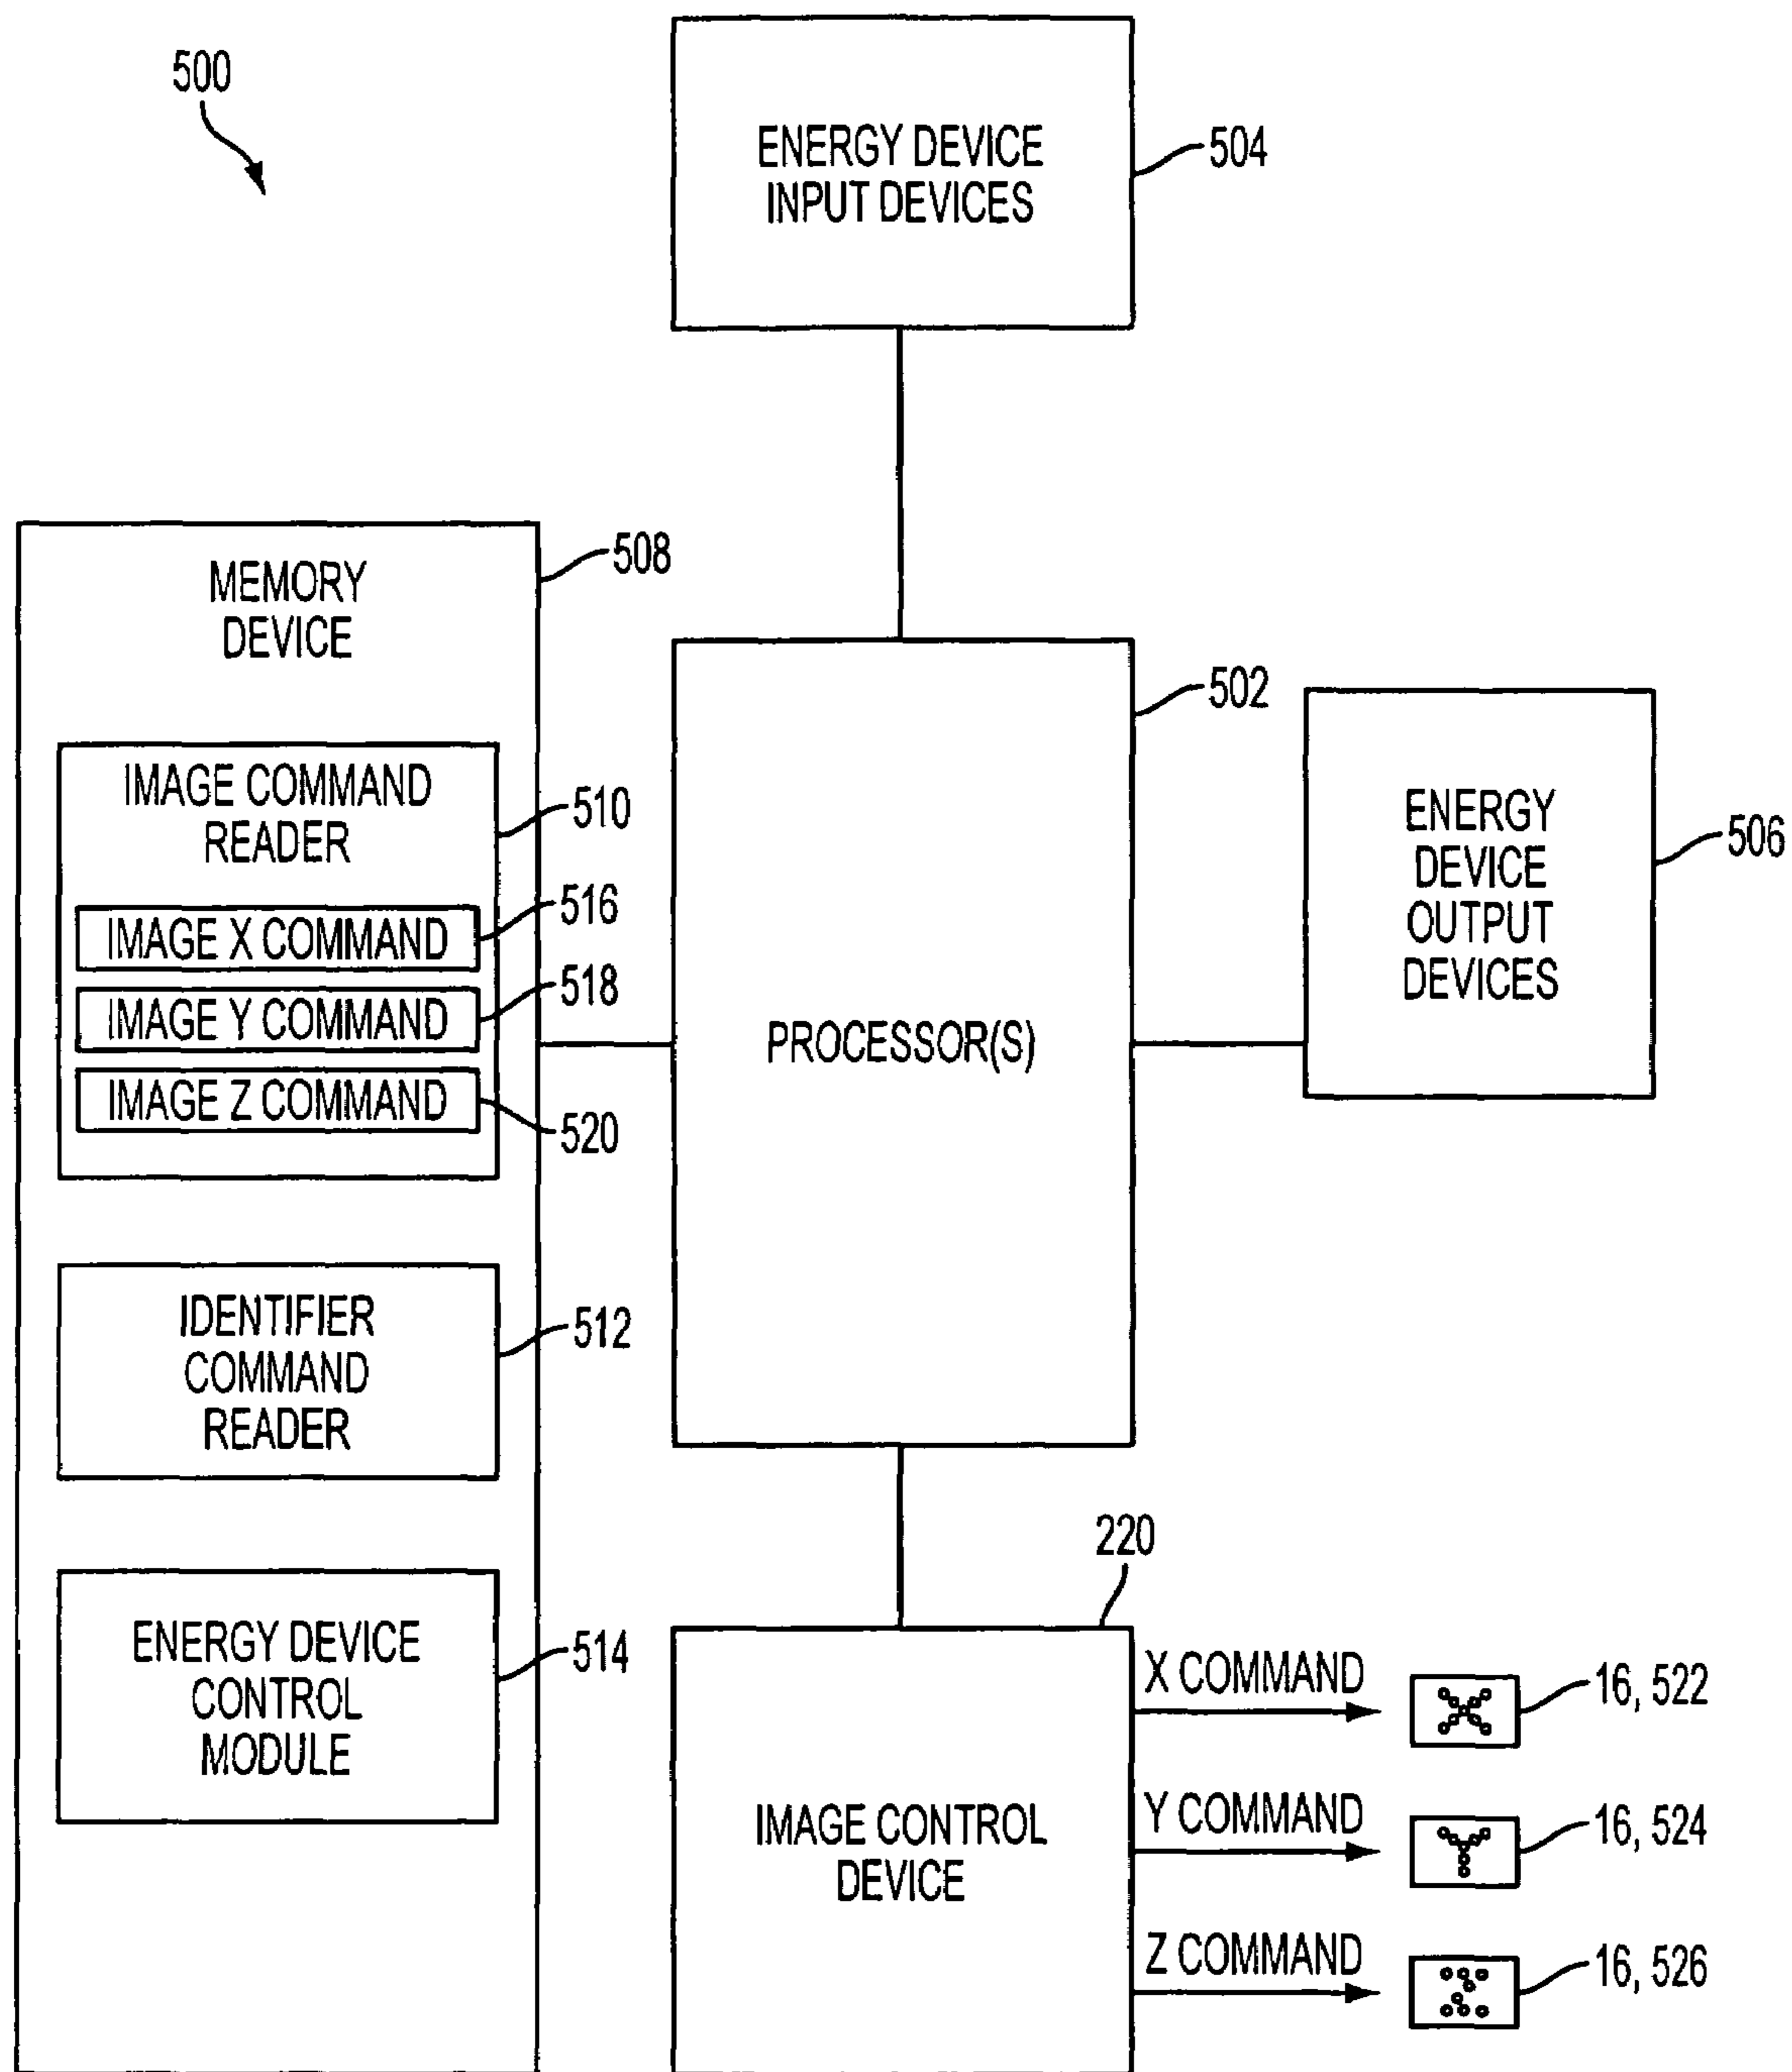 500
ENERGY DEVICE
INPUT DEVICES
504
MEMORY
DEVICE
508
IMAGE COMMAND
READER
510
IMAGE X COMMAND
516
IMAGE Y COMMAND
518
IMAGE Z COMMAND
520
IDENTIFIER
COMMAND
READER
512
ENERGY DEVICE
CONTROL
MODULE
514
PROCESSOR(S)
502
ENERGY
DEVICE
OUTPUT
DEVICES
506
IMAGE CONTROL
DEVICE
220
X COMMAND
16, 522
Y COMMAND
16, 524
Z COMMAND
16, 526